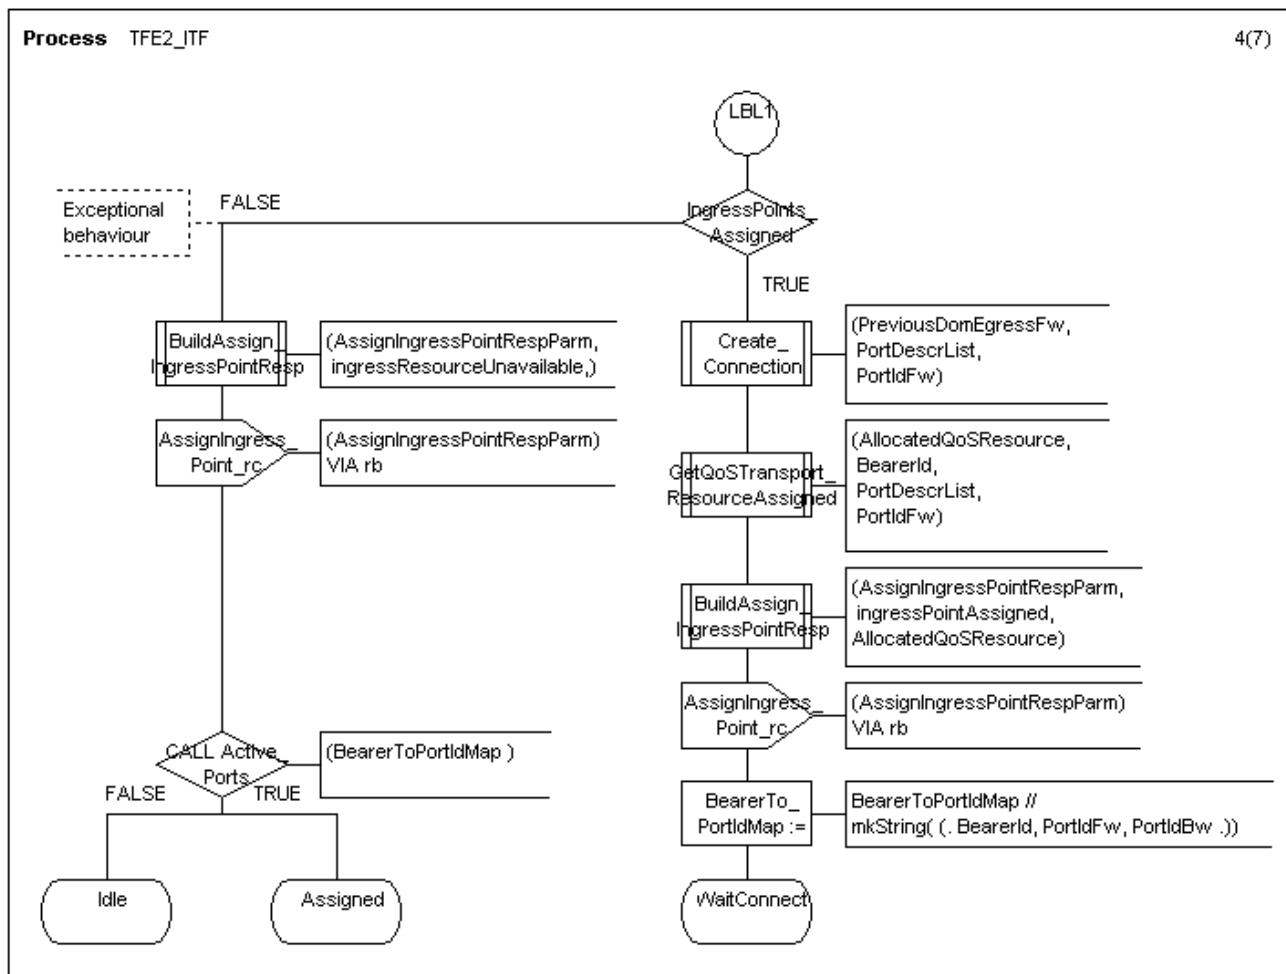 Process TFE2_ITF
4(7)
LBL1
Exceptional
behaviour
FALSE
IngressPoints_
Assigned
TRUE
BuildAssign_
IngressPointResp
(AssignIngressPointRespParm,
ingressResourceUnavailable,)
Create_
Connection
(PreviousDomEgressFw,
PortDescrList,
PortIdFw)
AssignIngress_
Point_rc
(AssignIngressPointRespParm)
VIA rb
GetQoSTransport_
ResourceAssigned
(AllocatedQoSResource,
BearerId,
PortDescrList,
PortIdFw)
BuildAssign_
IngressPointResp
(AssignIngressPointRespParm,
ingressPointAssigned,
AllocatedQoSResource)
AssignIngress_
Point_rc
(AssignIngressPointRespParm)
VIA rb
CALL Active_
Ports
(BearerToPortIdMap )
FALSE
TRUE
BearerTo_
PortIdMap :=
BearerToPortIdMap //
mkString( (. BearerId, PortIdFw, PortIdBw .))
Idle
Assigned
WaitConnect